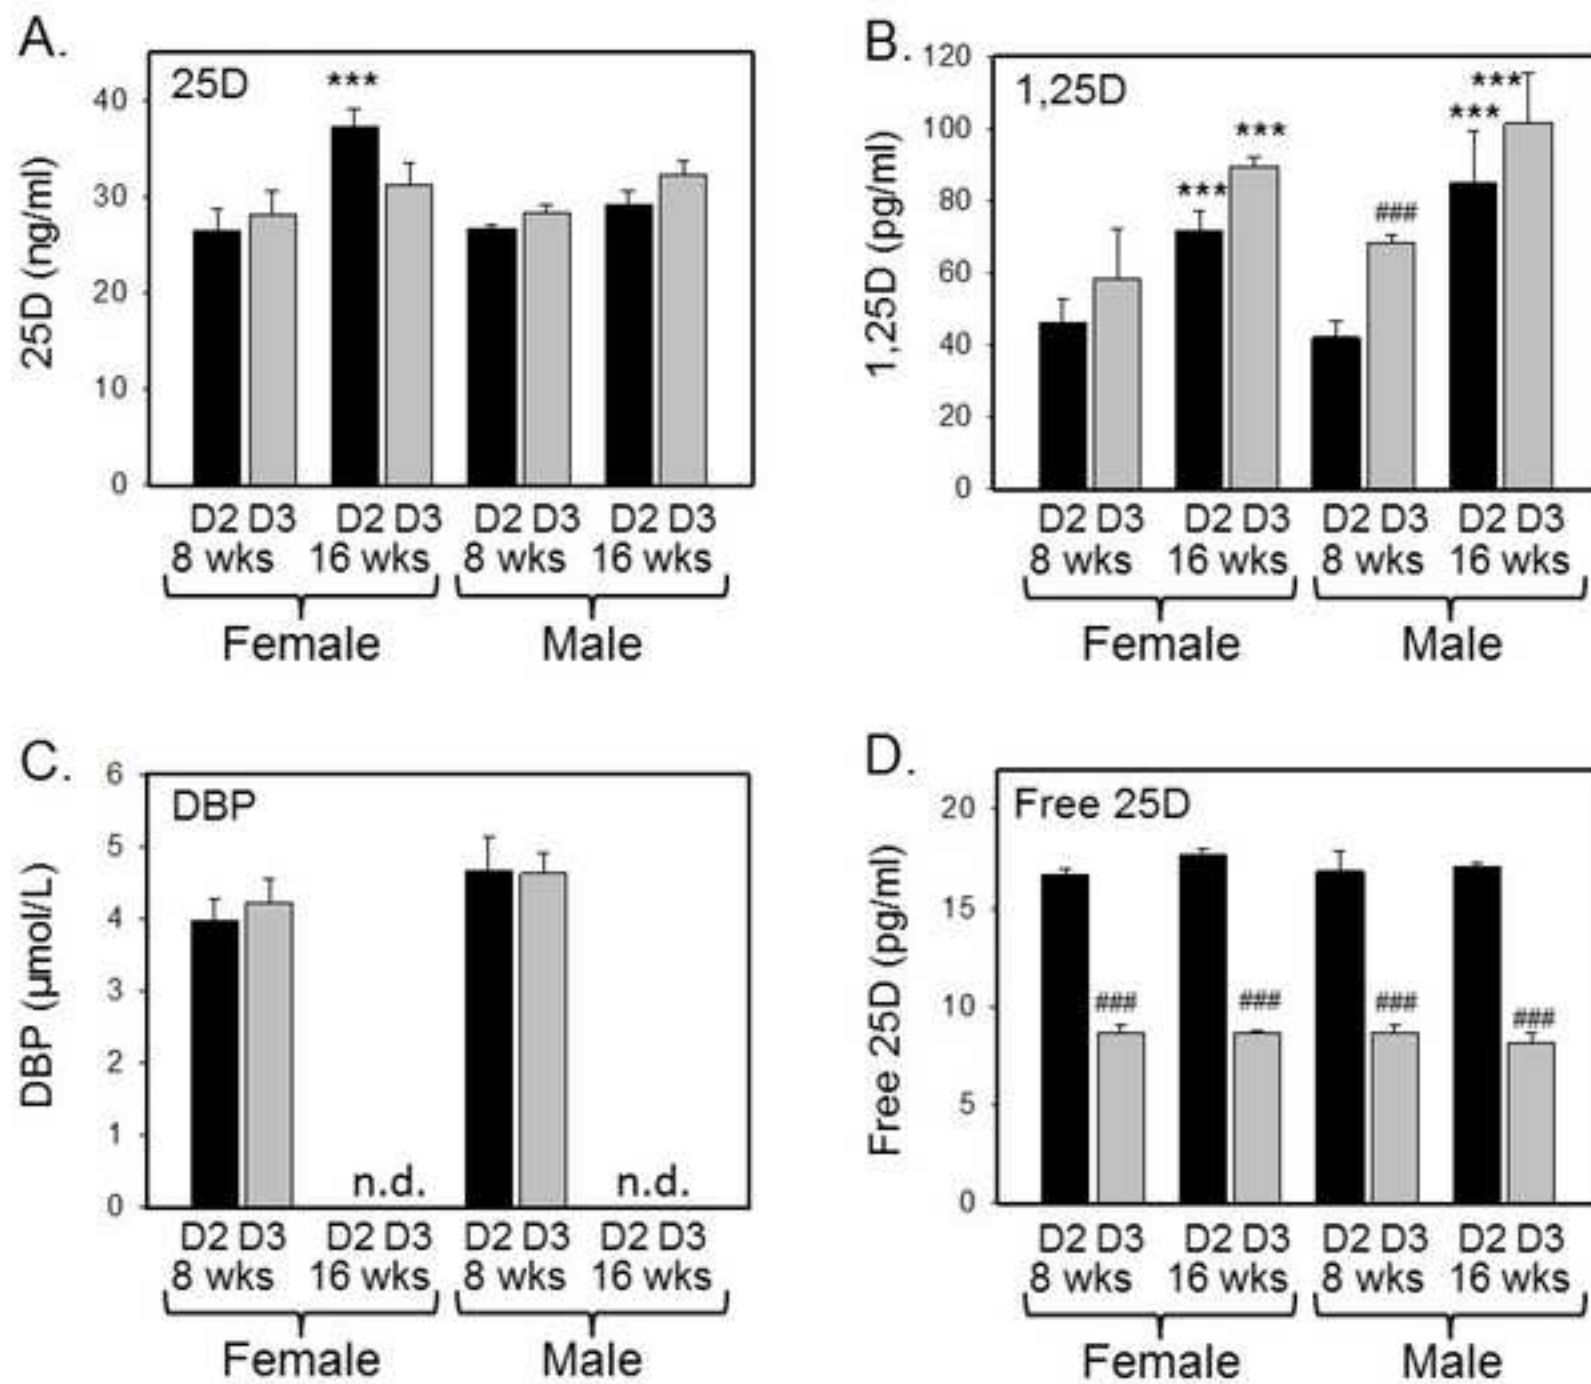 A.
25D
***
25D (ng/ml)
40
30
20
10
0
D2 D3 D2 D3 D2 D3 D2 D3
8 wks 16 wks 8 wks 16 wks
Female Male
B.
1,25D
***
***
***
***
###
1,25D (pg/ml)
120
100
80
60
40
20
0
D2 D3 D2 D3 D2 D3 D2 D3
8 wks 16 wks 8 wks 16 wks
Female Male
C.
DBP
DBP (µmol/L)
6
5
4
3
2
1
0
n.d. n.d.
D2 D3 D2 D3 D2 D3 D2 D3
8 wks 16 wks 8 wks 16 wks
Female Male
D.
Free 25D
Free 25D (pg/ml)
20
15
10
5
0
### ### ### ###
D2 D3 D2 D3 D2 D3 D2 D3
8 wks 16 wks 8 wks 16 wks
Female Male